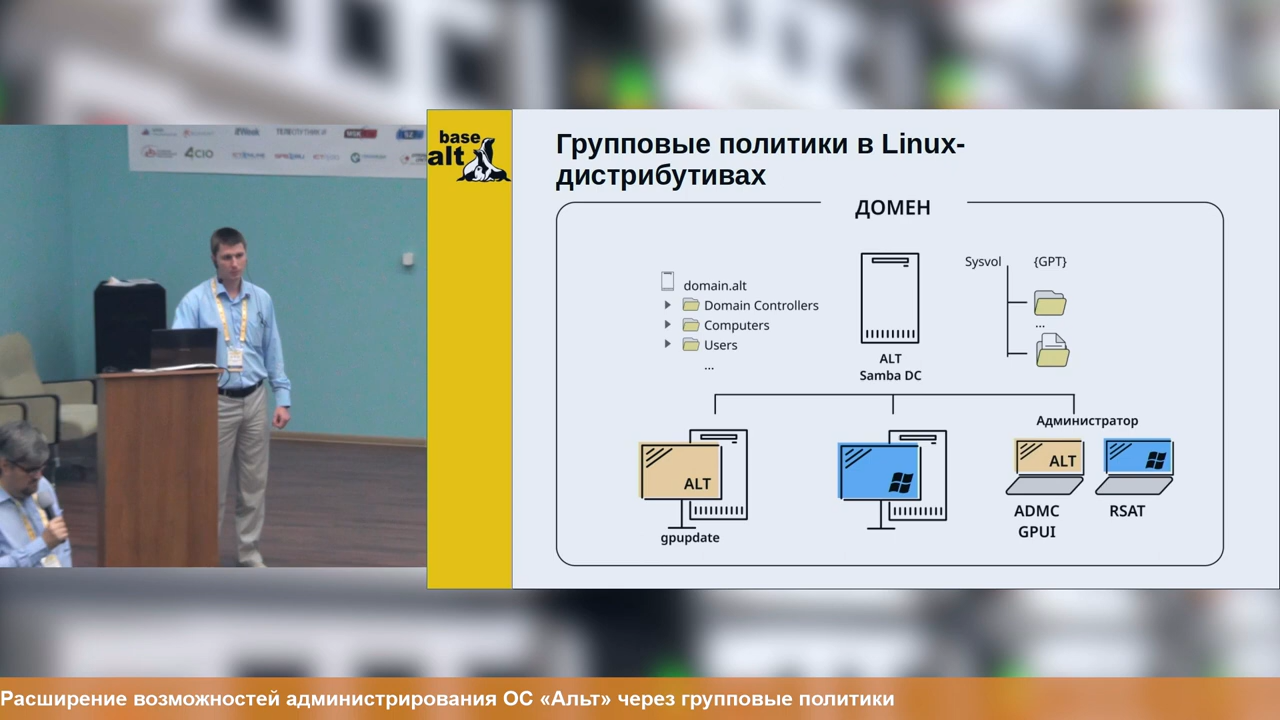 4CIO
base
alt
Групповые политики в Linux-
дистрибутивах
ДОМЕН
domain.alt
Domain Controllers
Computers
Users
...
ALT
Samba DC
Sysvol {GPT}
...
Администратор
ALT
gpupdate
ALT
ADMC
GPUI
RSAT
Расширение возможностей администрирования ОС «Альт» через групповые политики